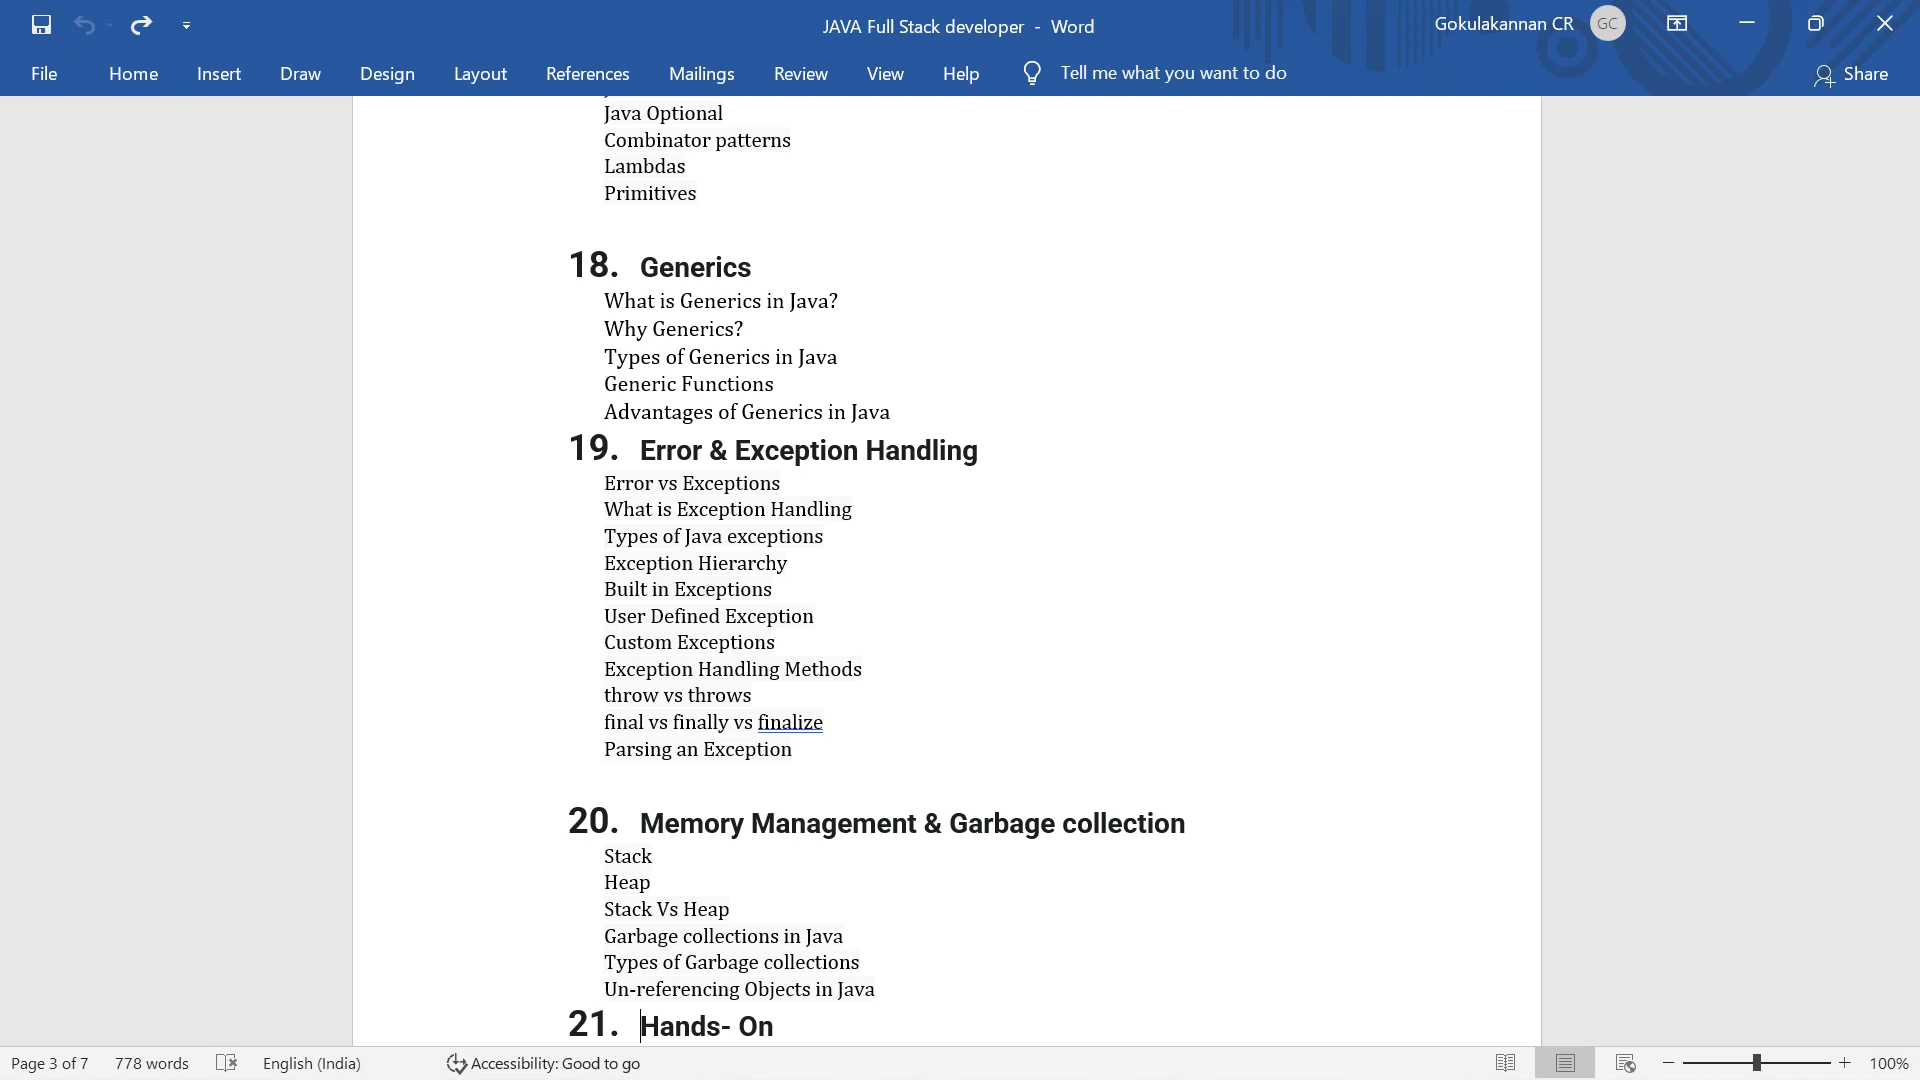 JAVA Full Stack developer - Word
Gokulakannan CR
GC
File
Home
Insert
Draw
Design
Layout
References
Mailings
Review
View
Help
Tell me what you want to do
Share
Java Optional
Combinator patterns
Lambdas
Primitives
18. Generics
What is Generics in Java?
Why Generics?
Types of Generics in Java
Generic Functions
Advantages of Generics in Java
19. Error & Exception Handling
Error vs Exceptions
What is Exception Handling
Types of Java exceptions
Exception Hierarchy
Built in Exceptions
User Defined Exception
Custom Exceptions
Exception Handling Methods
throw vs throws
final vs finally vs finalize
Parsing an Exception
20. Memory Management & Garbage collection
Stack
Heap
Stack Vs Heap
Garbage collections in Java
Types of Garbage collections
Un-referencing Objects in Java
21. Hands- On
Page 3 of 7
778 words
English (India)
Accessibility: Good to go
100%